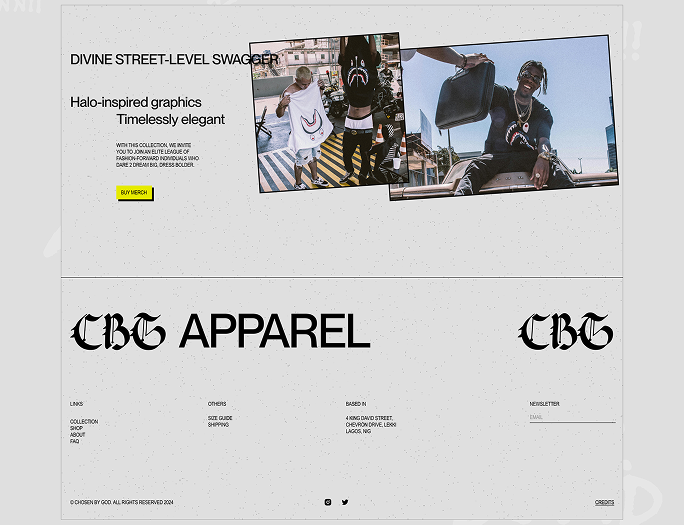 DIVINE STREET-LEVEL SWAGGER
Halo-inspired graphics
Timelessly elegant
WITH THIS COLLECTION, WE INVITE
YOU TO JOIN AN ELITE LEAGUE OF
FASHION-FORWARD INDIVIDUALS WHO
DARE 2 DREAM BIG, DRESS BOLDER.
BUY MERCH
CBG APPAREL
CBG
LINKS
COLLECTION
SHOP
ABOUT
FAQ
OTHERS
SIZE GUIDE
SHIPPING
BASED IN
4 KING DAVID STREET,
CHEVRON DRIVE, LEKKI
LAGOS, NIG
NEWSLETTER
EMAIL
© CHOSEN BY GOD. ALL RIGHTS RESERVED 2024
CREDITS